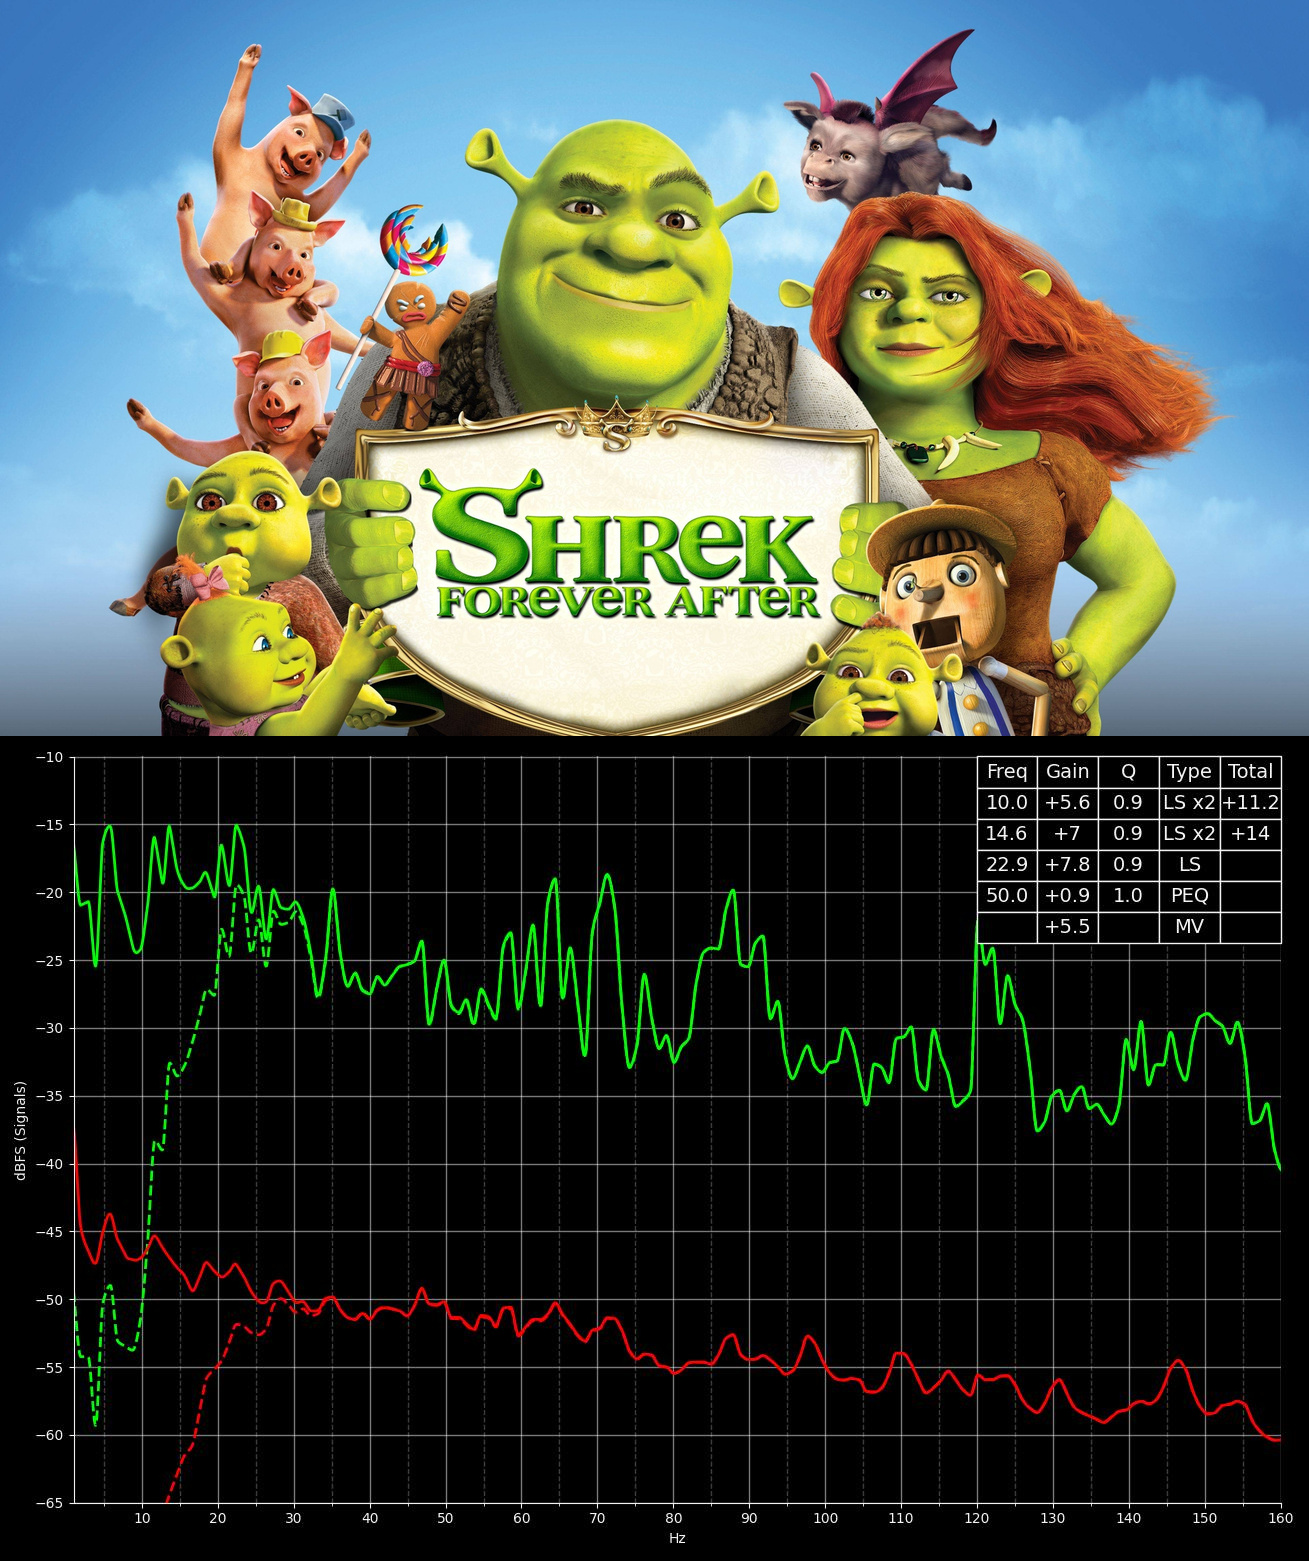 S
SHReK
FOReVeR AFTeR
Freq Gain Q Type Total
10.0 +5.6 0.9 LS x2 +11.2
14.6 +7 0.9 LS x2 +14
22.9 +7.8 0.9 LS
50.0 +0.9 1.0 PEQ
+5.5 MV
−10
−15
−20
−25
−30
−35
−40
−45
−50
−55
−60
−65
dBFS (Signals)
10 20 30 40 50 60 70 80 90 100 110 120 130 140 150 160
Hz